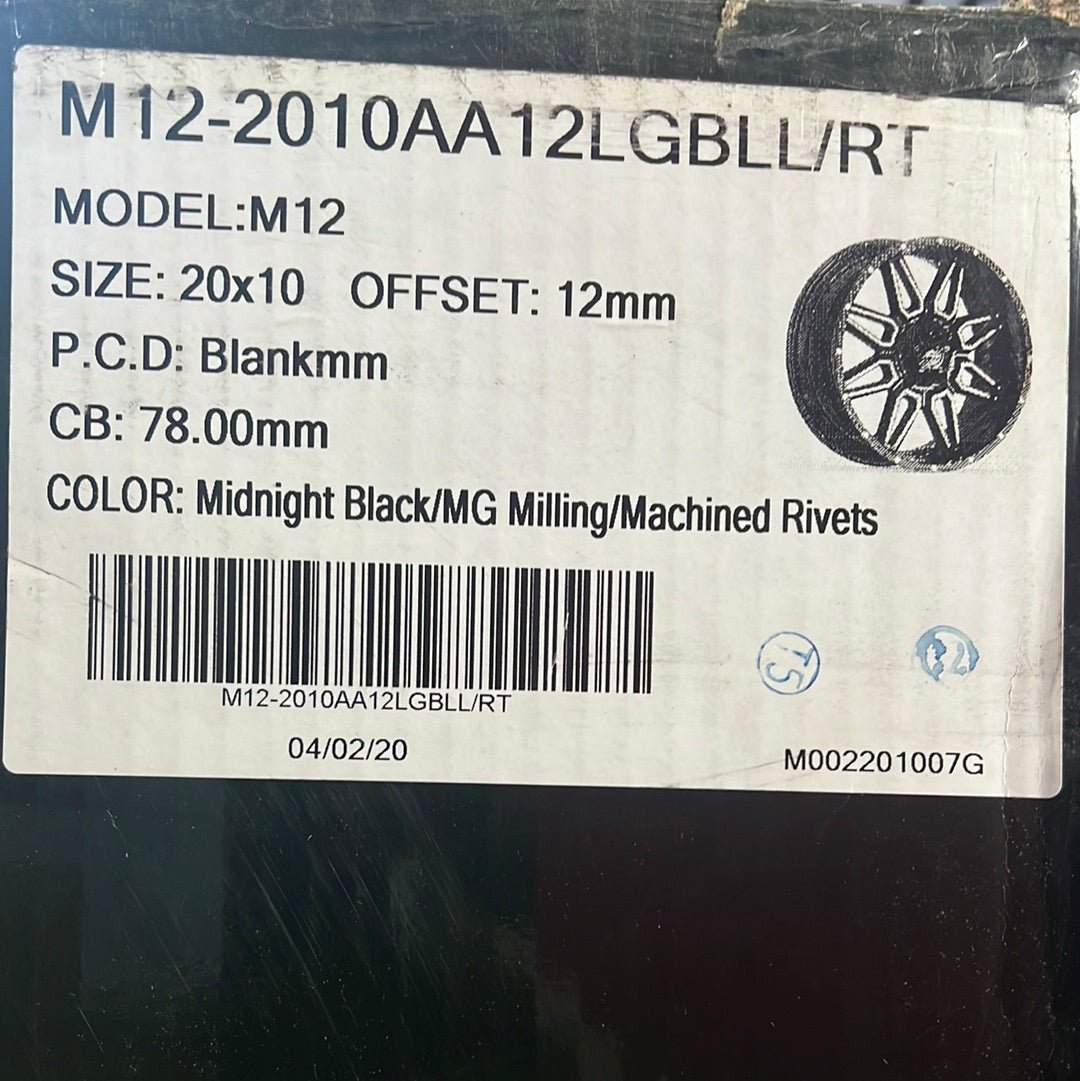 M12-2010AA12LGBLL/RT
MODEL:M12
SIZE: 20x10 OFFSET: 12mm
P.C.D: Blankmm
CB: 78.00mm
COLOR: Midnight Black/MG Milling/Machined Rivets
M12-2010AA12LGBLL/RT
04/02/20
M002201007G